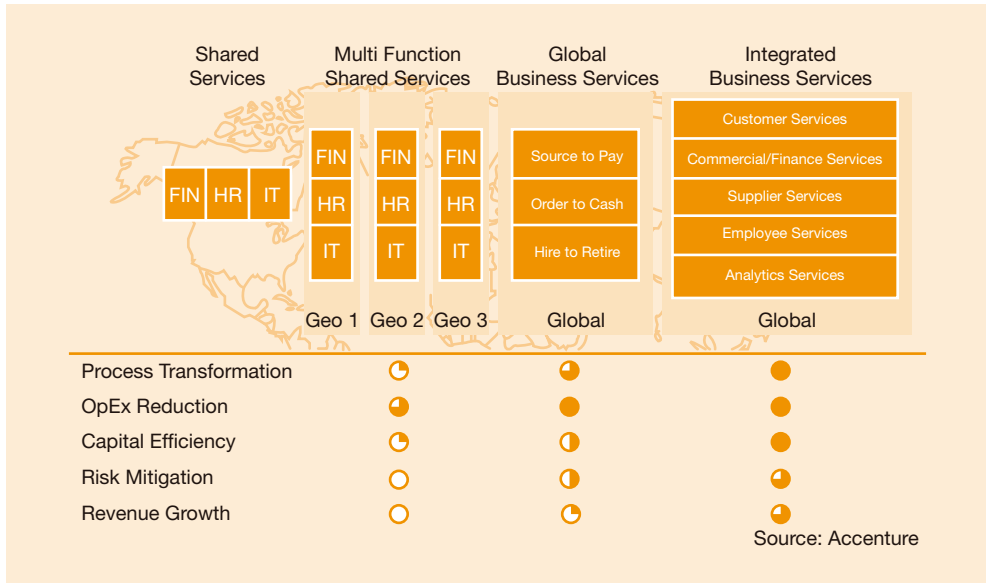 Shared
Services
Multi Function
Shared Services
Global
Business Services
Integrated
Business Services
FIN HR IT
FIN
HR
IT
Geo 1
FIN
HR
IT
Geo 2
FIN
HR
IT
Geo 3
Source to Pay
Order to Cash
Hire to Retire
Global
Customer Services
Commercial/Finance Services
Supplier Services
Employee Services
Analytics Services
Global
Process Transformation
OpEx Reduction
Capital Efficiency
Risk Mitigation
Revenue Growth
Source: Accenture